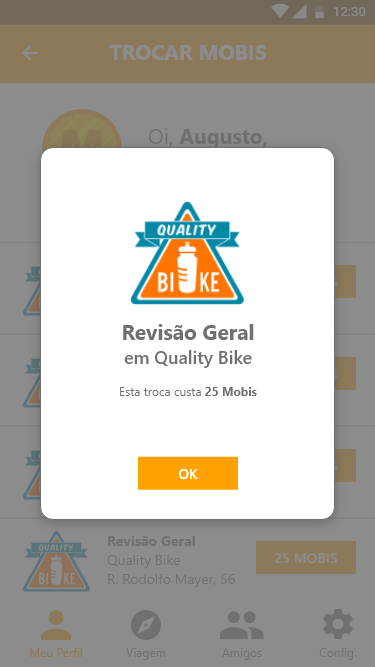 12:30
TROCAR MOBIS
Oi, Augusto,
QUALITY
BIKE
Revisão Geral
em Quality Bike
Esta troca custa 25 Mobis
OK
QUALITY
BIKE
Revisão Geral
Quality Bike
R. Rodolfo Mayer, 56
25 MOBIS
Meu Perfil
Viagem
Amigos
Config.